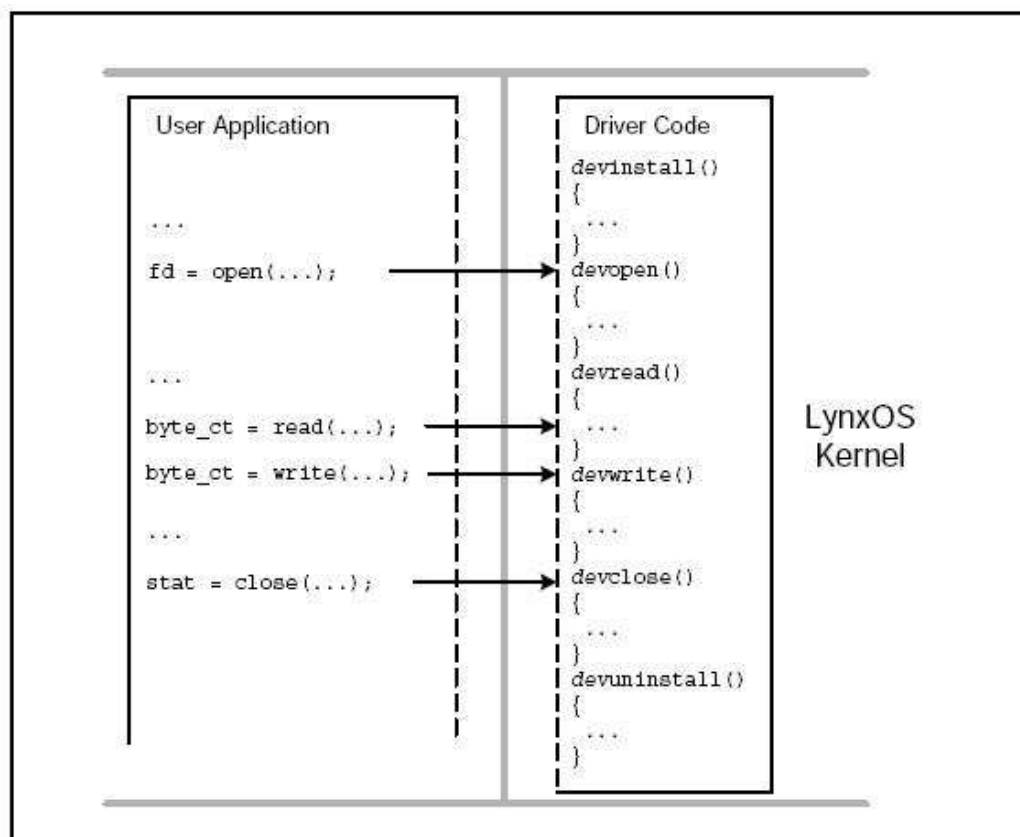 User Application
...
fd = open(...);
...
byte_ct = read(...);
byte_ct = write(...);
...
stat = close(...);
Driver Code
devinstall()
{
...
}
devopen()
{
...
}
devread()
{
...
}
devwrite()
{
...
}
devclose()
{
...
}
devuninstall()
{
...
}
LynxOS
Kernel